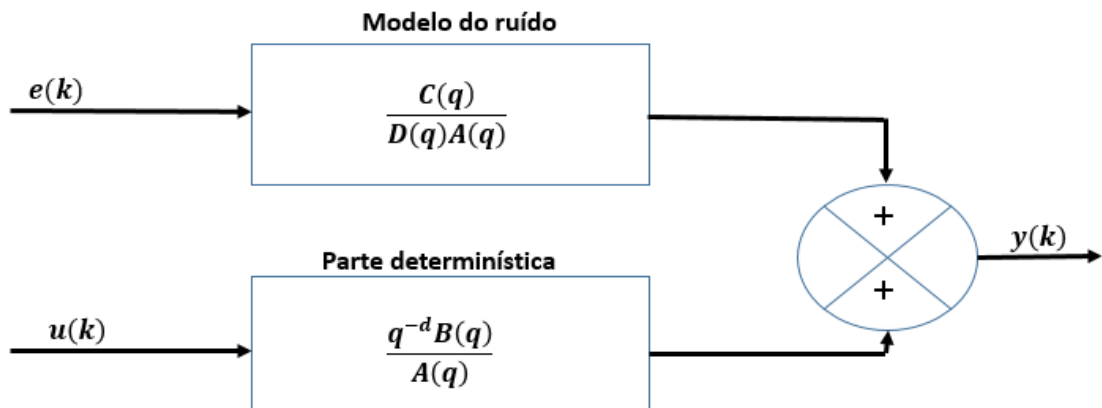 Modelo do ruído
e(k)
C(q)
D(q)A(q)
+
y(k)
Parte determinística
+
u(k)
q^{-d}B(q)
A(q)